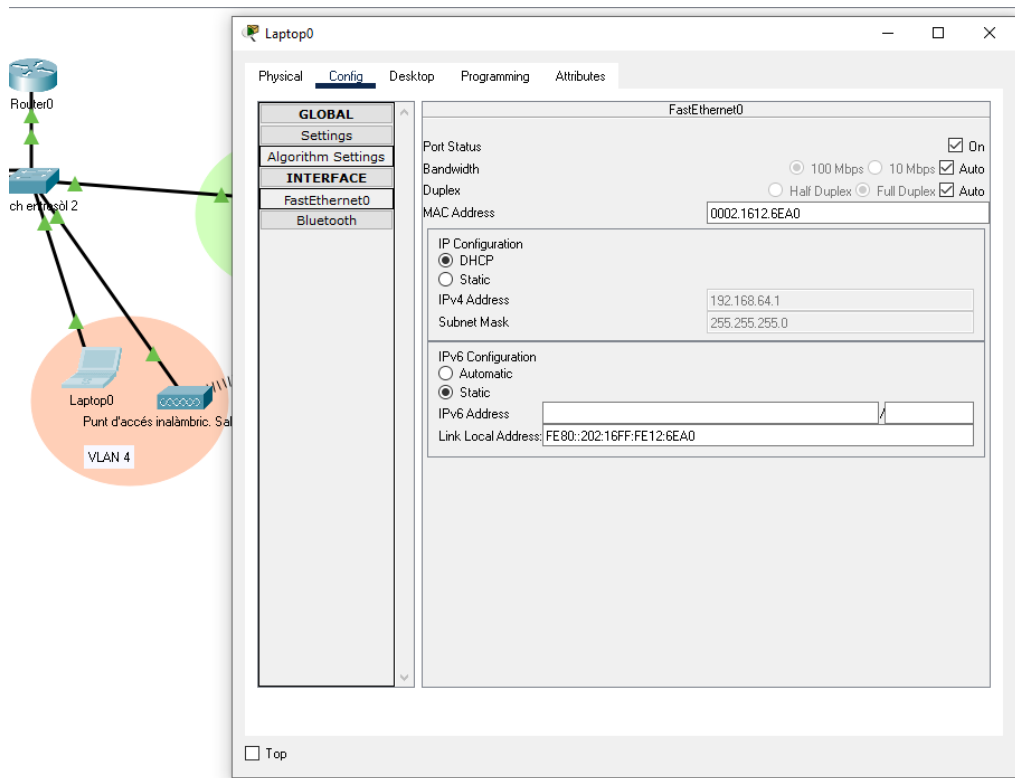 Laptop0
Physical Config Desktop Programming Attributes
Router0
ch entresòl 2
Laptop0
Punt d'accés inalàmbric. Sal
VLAN 4
GLOBAL
Settings
Algorithm Settings
INTERFACE
FastEthernet0
Bluetooth
FastEthernet0
Port Status On
Bandwidth 100 Mbps 10 Mbps Auto
Duplex Half Duplex Full Duplex Auto
MAC Address 0002.1612.6EA0
IP Configuration
DHCP
Static
IPv4 Address 192.168.64.1
Subnet Mask 255.255.255.0
IPv6 Configuration
Automatic
Static
IPv6 Address /
Link Local Address: FE80::202:16FF:FE12:6EA0
Top